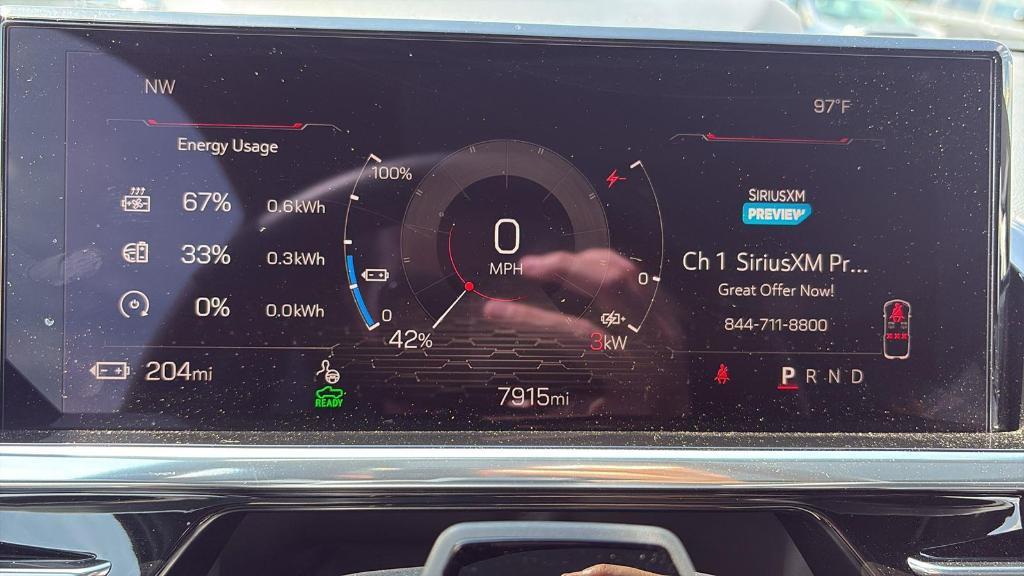 NW
97°F
Energy Usage
67% 0.6kWh
33% 0.3kWh
0% 0.0kWh
204mi
READY
100%
0
42%
0
MPH
0
3kW
7915mi
SIRIUSXM
PREVIEW
Ch 1 SiriusXM Pr...
Great Offer Now!
844-711-8800
P R N D